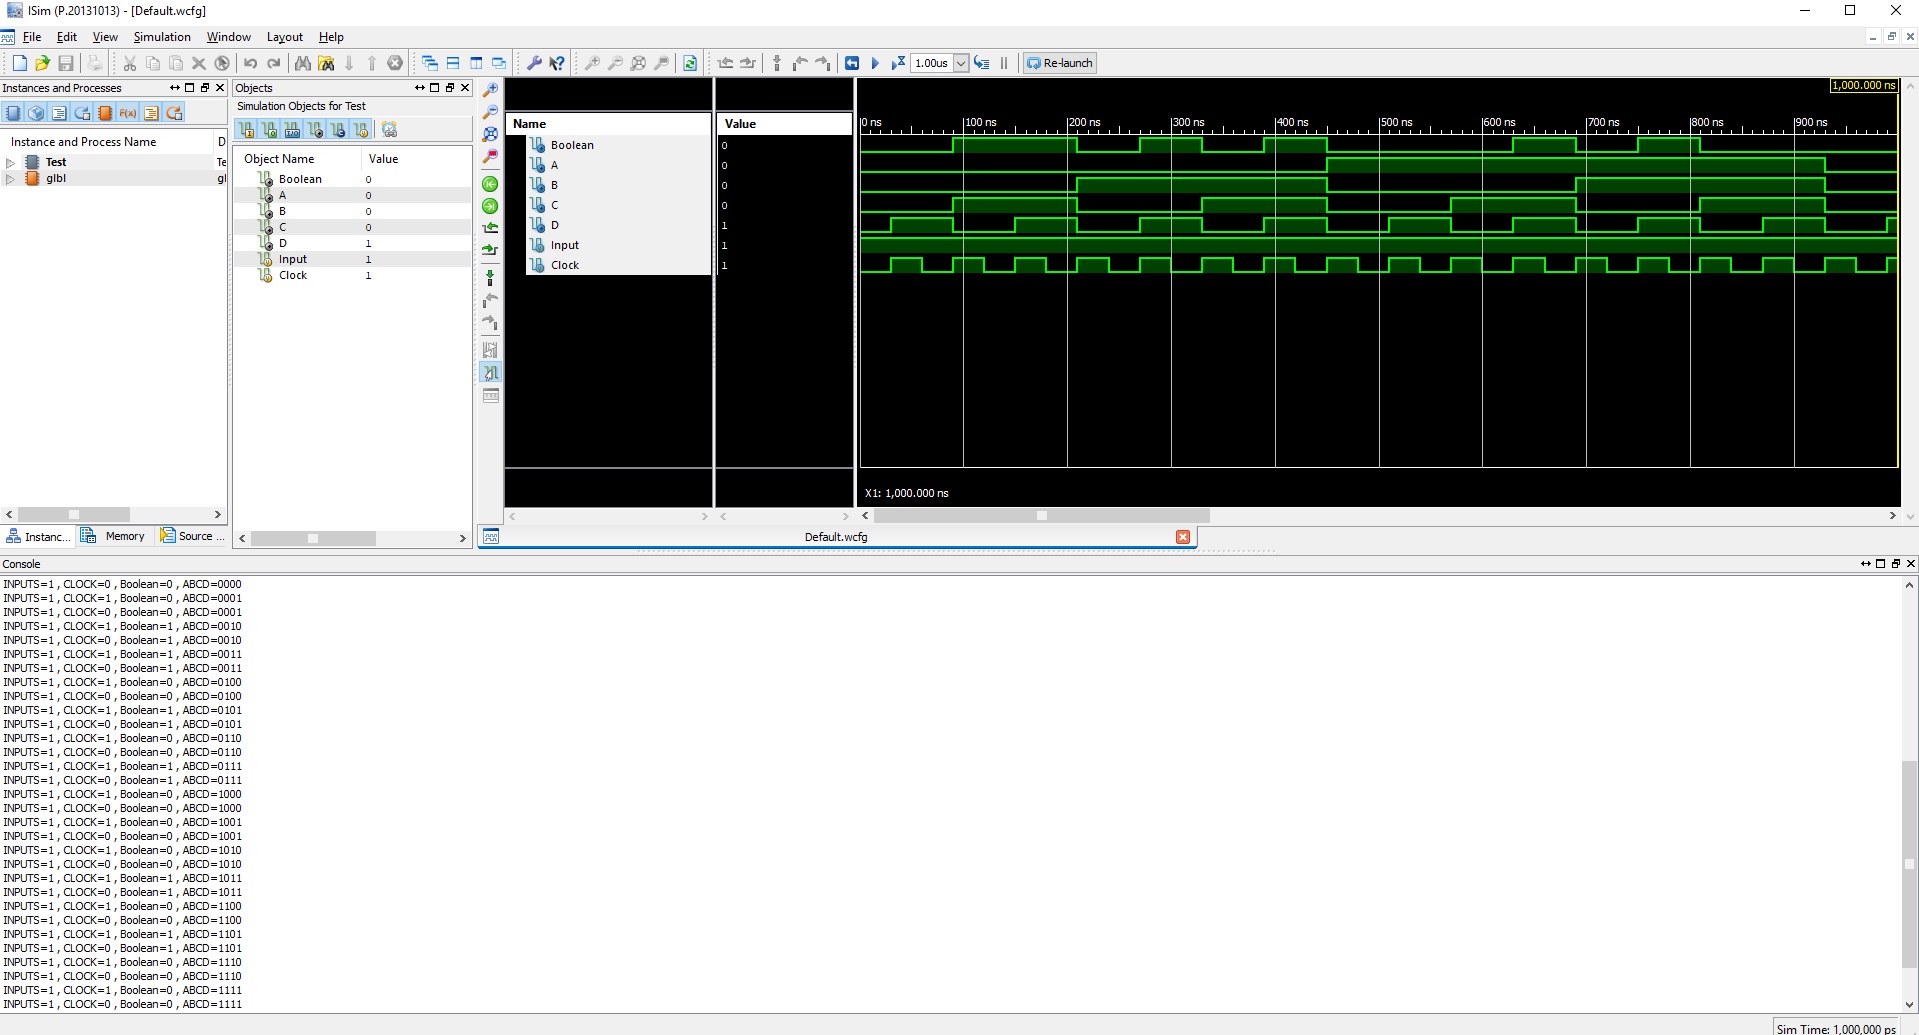 ISim (P.20131013) - [Default.wcfg]
File Edit View Simulation Window Layout Help
1.00us Re-launch
Instances and Processes
Instance and Process Name D
Test Te
glbl gl
Instanc... Memory Source ...
Objects
Simulation Objects for Test
Object Name Value
Boolean 0
A 0
B 0
C 0
D 1
Input 1
Clock 1
Name Value
Boolean 0
A 0
B 0
C 0
D 1
Input 1
Clock 1
1,000.000 ns
0 ns 100 ns 200 ns 300 ns 400 ns 500 ns 600 ns 700 ns 800 ns 900 ns
X1: 1,000.000 ns
Default.wcfg
Console
INPUTS=1 , CLOCK=0 , Boolean=0 , ABCD=0000
INPUTS=1 , CLOCK=1 , Boolean=0 , ABCD=0001
INPUTS=1 , CLOCK=0 , Boolean=0 , ABCD=0001
INPUTS=1 , CLOCK=1 , Boolean=1 , ABCD=0010
INPUTS=1 , CLOCK=0 , Boolean=1 , ABCD=0010
INPUTS=1 , CLOCK=1 , Boolean=1 , ABCD=0011
INPUTS=1 , CLOCK=0 , Boolean=1 , ABCD=0011
INPUTS=1 , CLOCK=1 , Boolean=0 , ABCD=0100
INPUTS=1 , CLOCK=0 , Boolean=0 , ABCD=0100
INPUTS=1 , CLOCK=1 , Boolean=1 , ABCD=0101
INPUTS=1 , CLOCK=0 , Boolean=1 , ABCD=0101
INPUTS=1 , CLOCK=1 , Boolean=0 , ABCD=0110
INPUTS=1 , CLOCK=0 , Boolean=0 , ABCD=0110
INPUTS=1 , CLOCK=1 , Boolean=1 , ABCD=0111
INPUTS=1 , CLOCK=0 , Boolean=1 , ABCD=0111
INPUTS=1 , CLOCK=1 , Boolean=0 , ABCD=1000
INPUTS=1 , CLOCK=0 , Boolean=0 , ABCD=1000
INPUTS=1 , CLOCK=1 , Boolean=0 , ABCD=1001
INPUTS=1 , CLOCK=0 , Boolean=0 , ABCD=1001
INPUTS=1 , CLOCK=1 , Boolean=0 , ABCD=1010
INPUTS=1 , CLOCK=0 , Boolean=0 , ABCD=1010
INPUTS=1 , CLOCK=1 , Boolean=1 , ABCD=1011
INPUTS=1 , CLOCK=0 , Boolean=1 , ABCD=1011
INPUTS=1 , CLOCK=1 , Boolean=0 , ABCD=1100
INPUTS=1 , CLOCK=0 , Boolean=0 , ABCD=1100
INPUTS=1 , CLOCK=1 , Boolean=1 , ABCD=1101
INPUTS=1 , CLOCK=0 , Boolean=1 , ABCD=1101
INPUTS=1 , CLOCK=1 , Boolean=0 , ABCD=1110
INPUTS=1 , CLOCK=0 , Boolean=0 , ABCD=1110
INPUTS=1 , CLOCK=1 , Boolean=0 , ABCD=1111
INPUTS=1 , CLOCK=0 , Boolean=0 , ABCD=1111
Sim Time: 1,000,000 ps